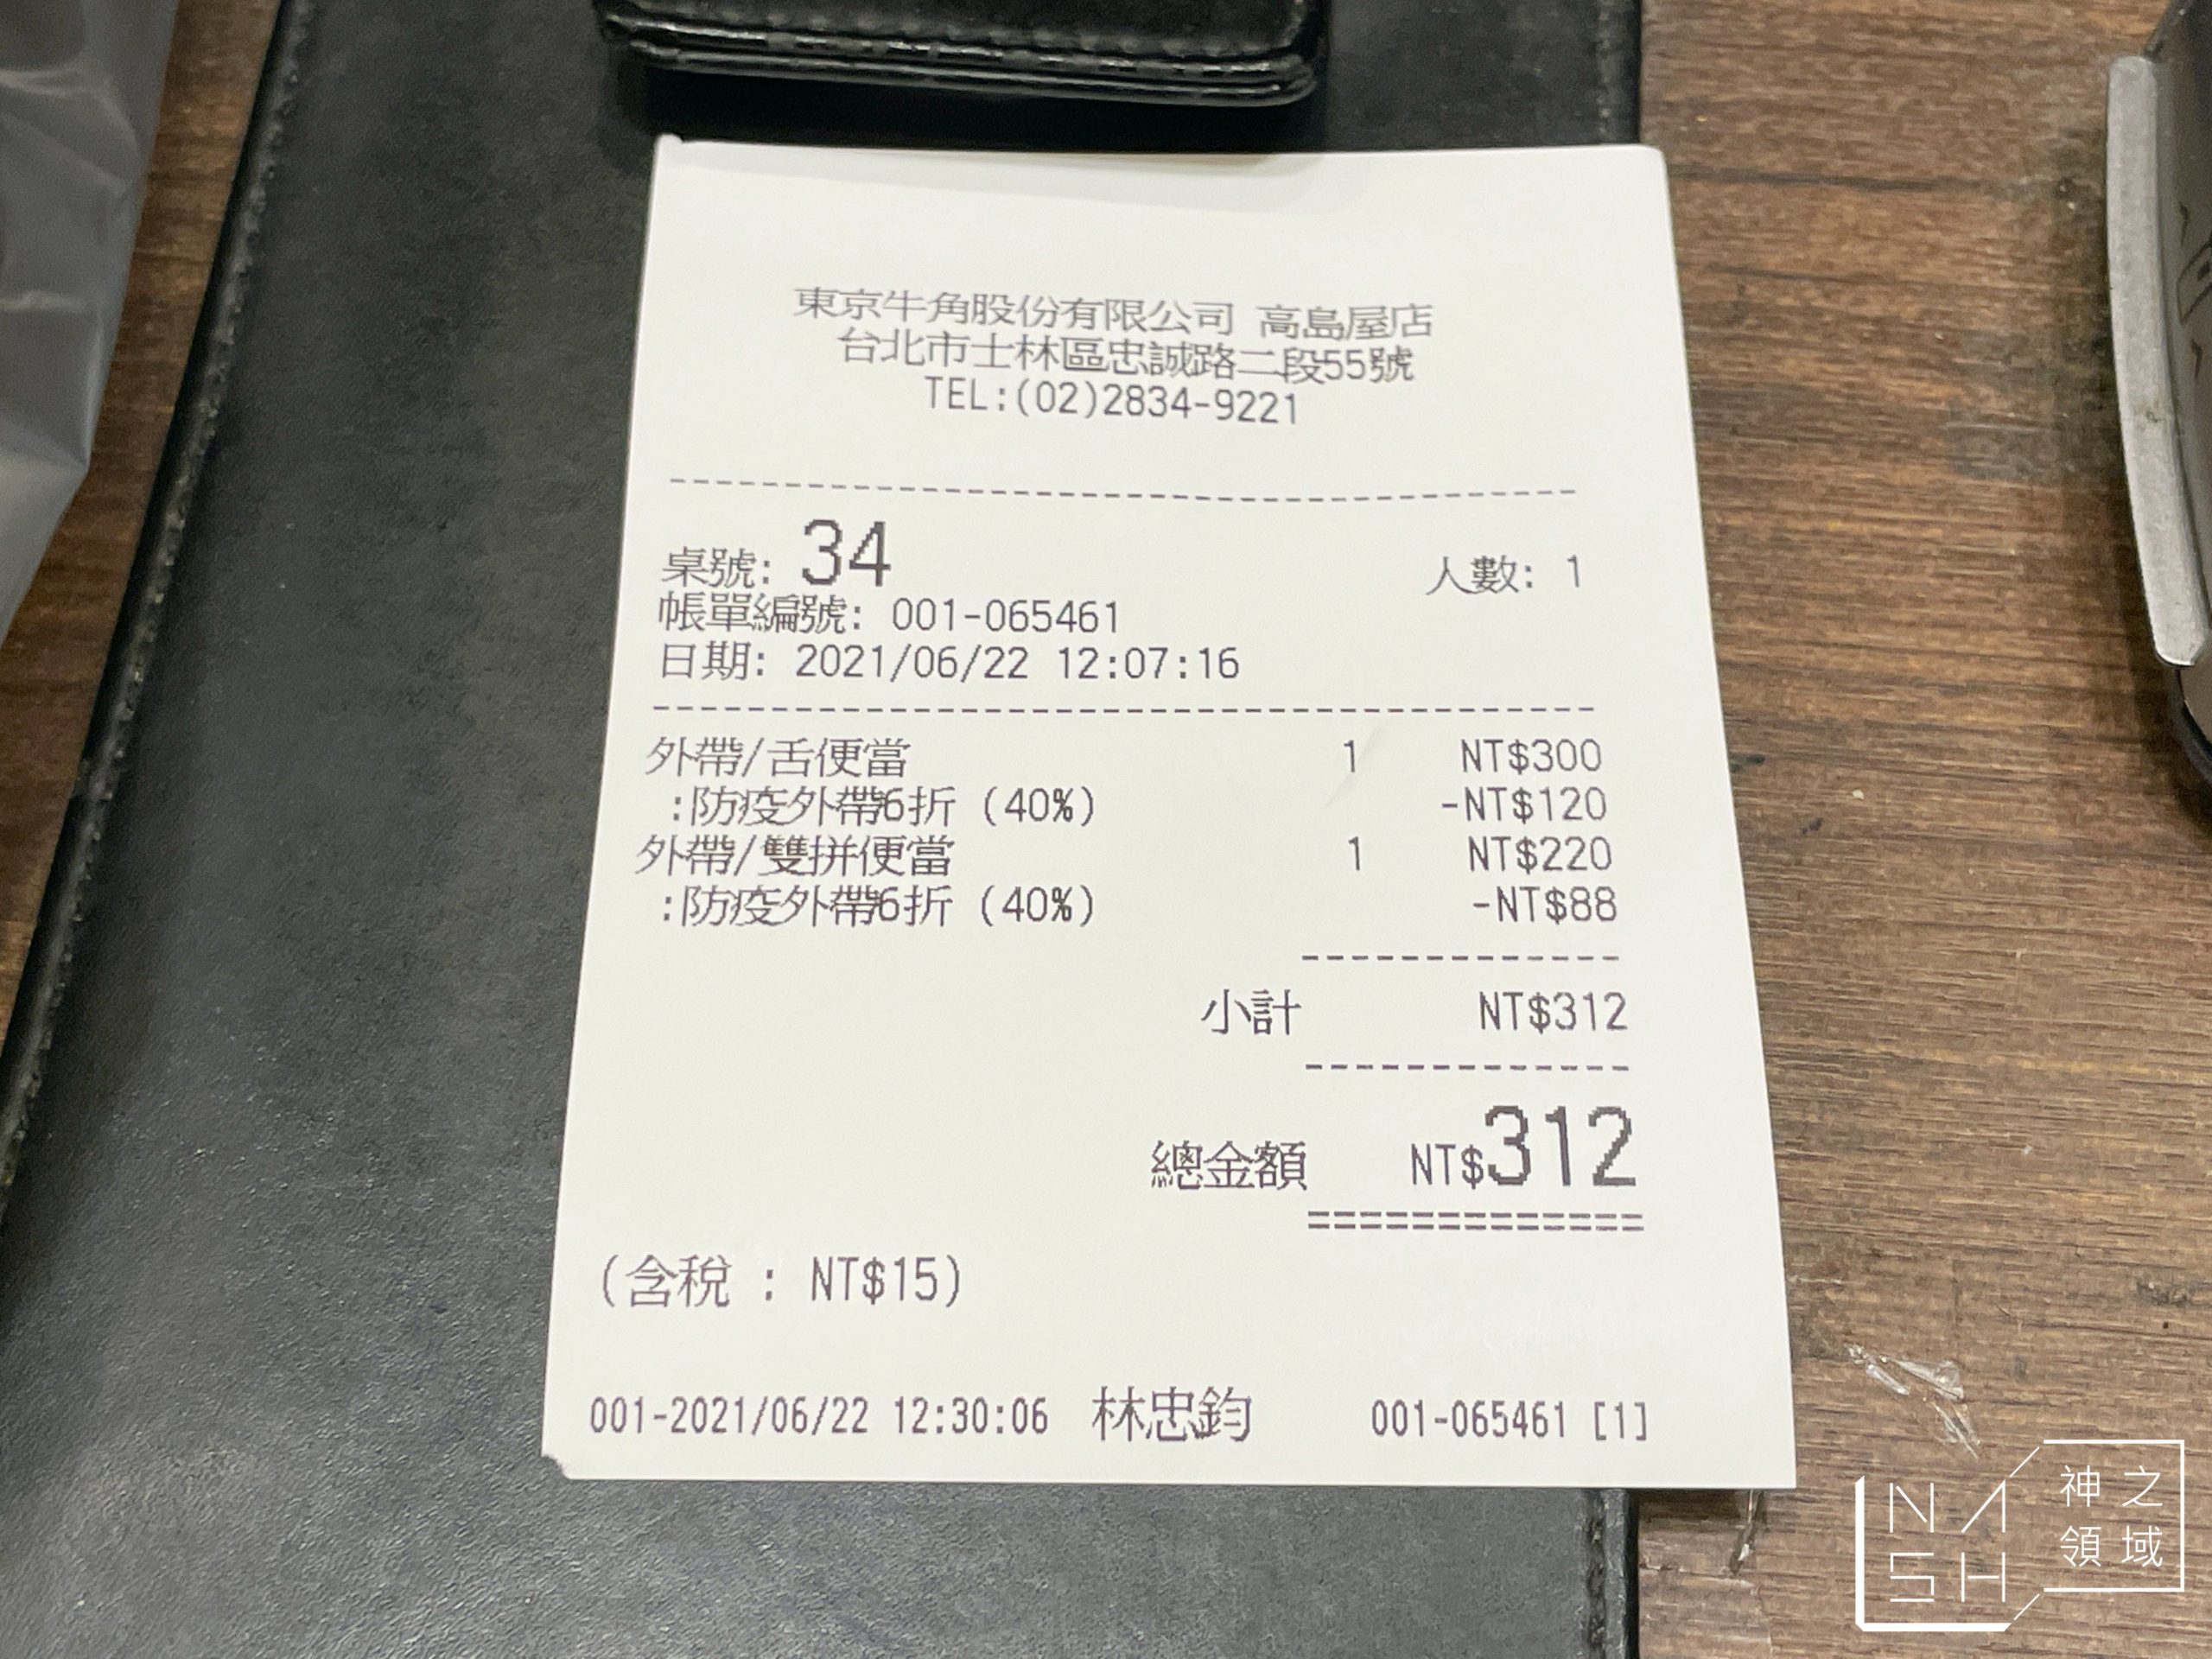 東京牛角股份有限公司 高島屋店
台北市士林區忠誠路二段55號
TEL:(02)2834-9221
桌號: 34 人數: 1
帳單編號: 001-065461
日期: 2021/06/22 12:07:16
外帶/舌便當 1 NT$300
:防疫外帶6折 (40%) -NT$120
外帶/雙拼便當 1 NT$220
:防疫外帶6折 (40%) -NT$88
小計 NT$312
總金額 NT$312
(含稅 : NT$15)
001-2021/06/22 12:30:06 林忠鈞 001-065461 [1]
NASH
神之
領域